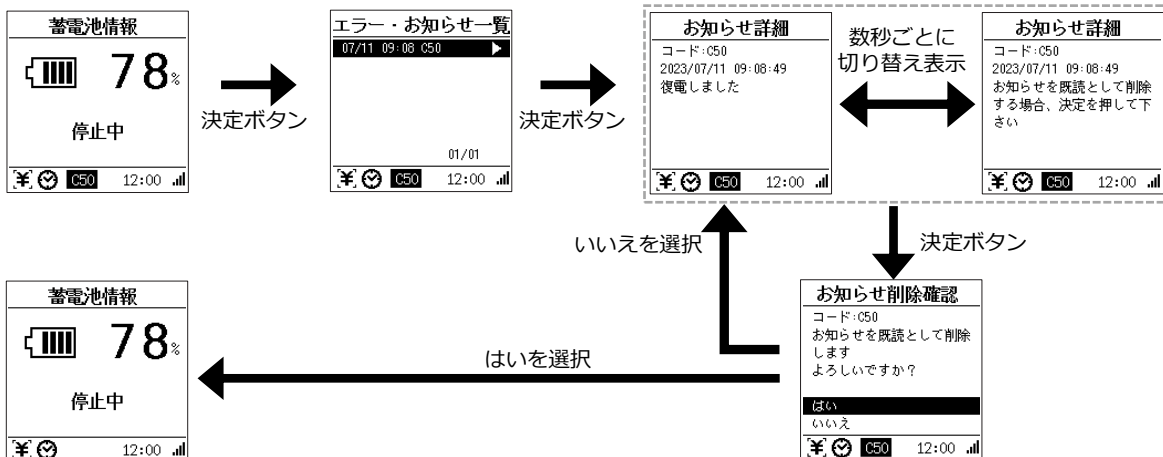 蓄電池情報
78%
停止中
C50 12:00
決定ボタン
エラー・お知らせ一覧
07/11 09:08 C50
01/01
C50 12:00
決定ボタン
お知らせ詳細
コード:C50
2023/07/11 09:08:49
復電しました
C50 12:00
数秒ごとに
切り替え表示
お知らせ詳細
コード:C50
2023/07/11 09:08:49
お知らせを既読として削除
する場合、決定を押して下
さい
C50 12:00
いいえを選択
決定ボタン
お知らせ削除確認
コード:C50
お知らせを既読として削除
します
よろしいですか?
はい
いいえ
C50 12:00
はいを選択
蓄電池情報
78%
停止中
12:00